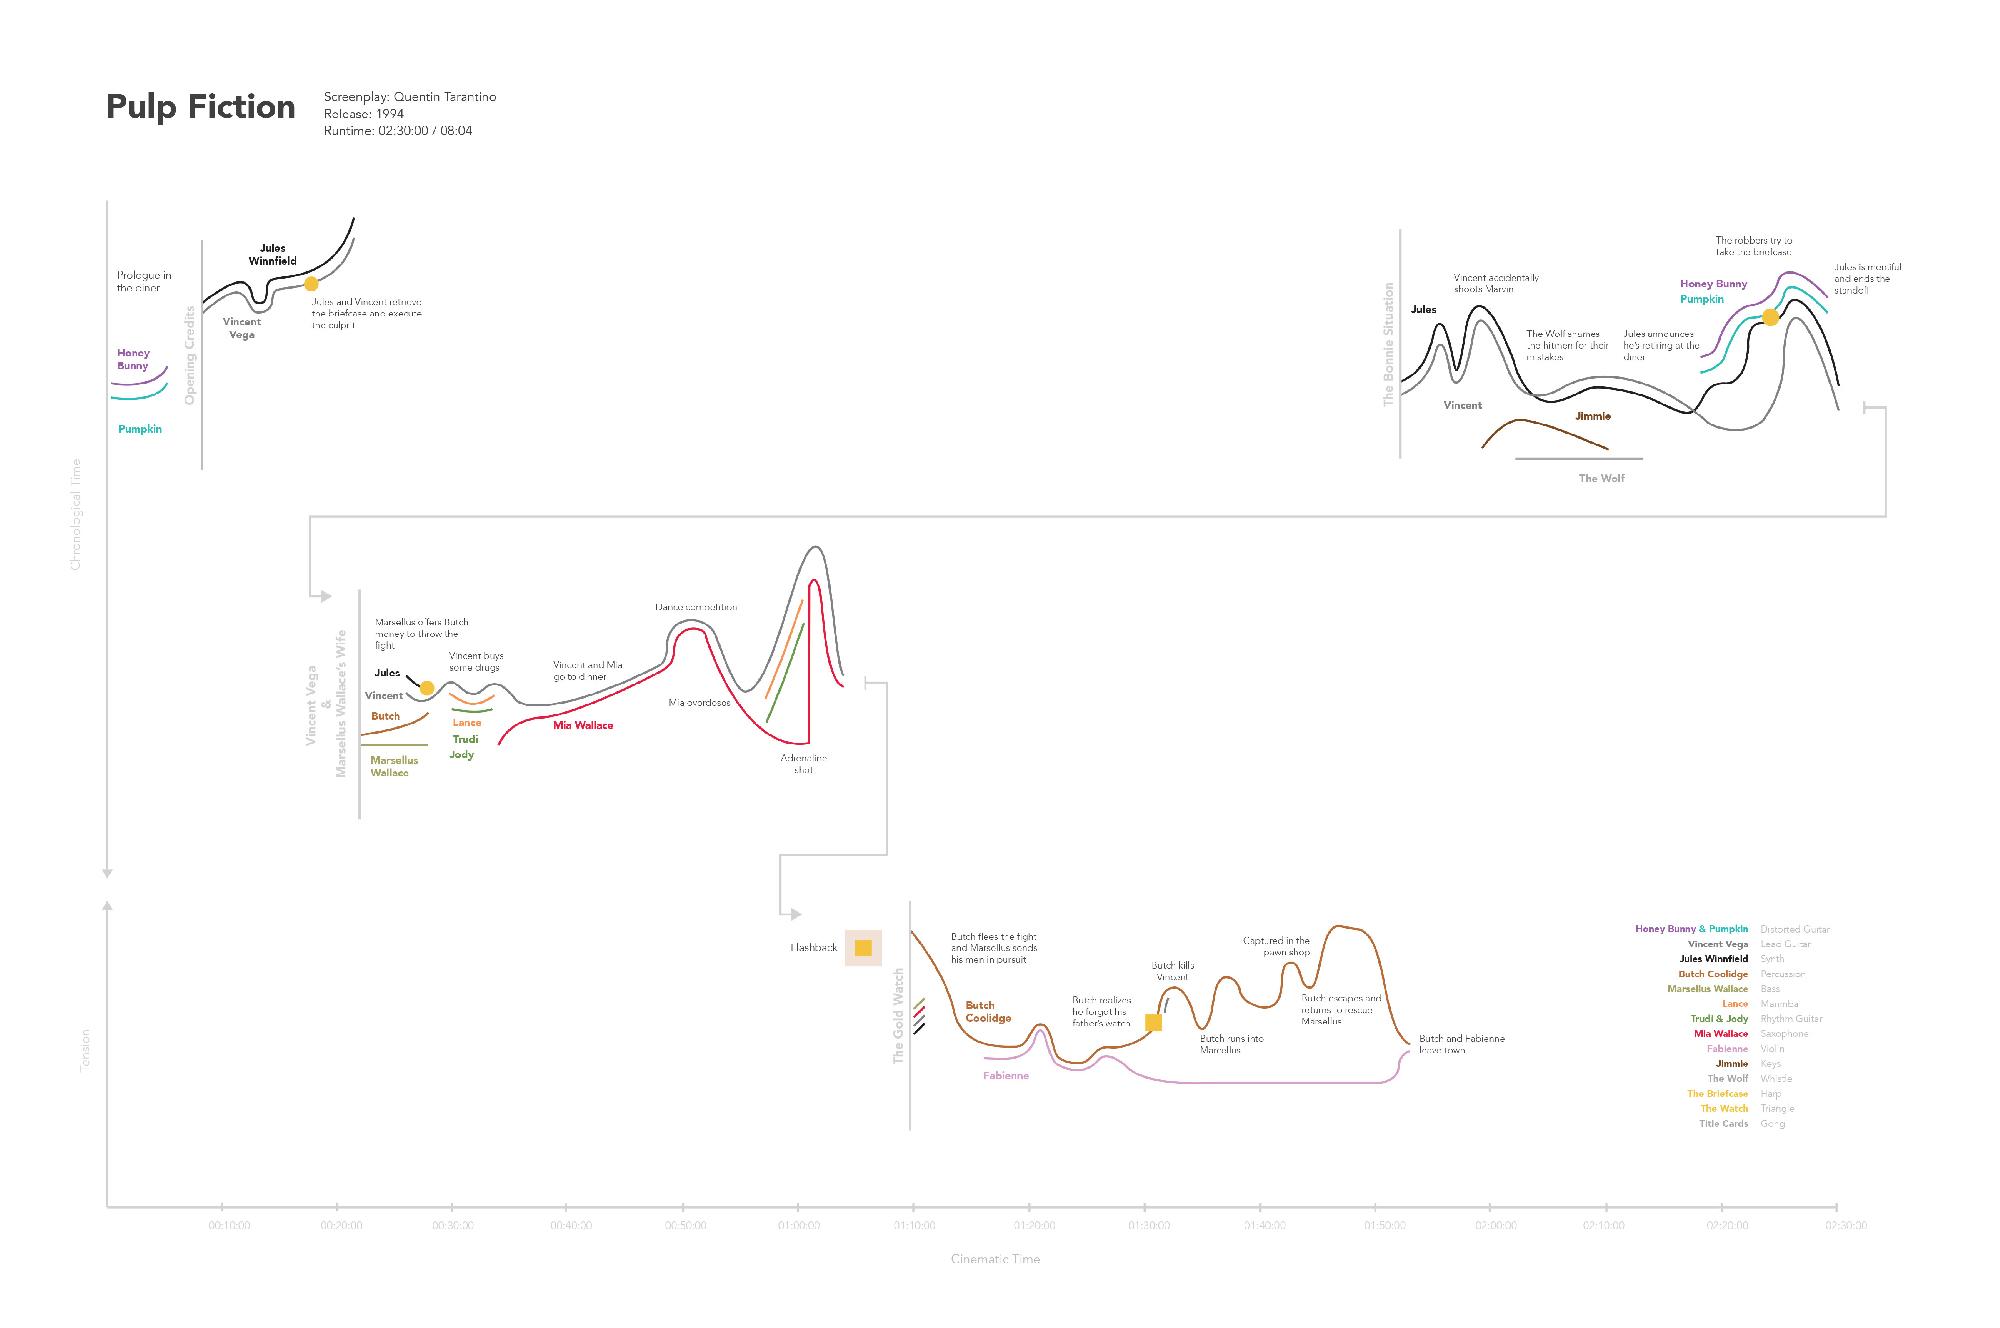 Pulp Fiction
Screenplay: Quentin Tarantino
Release: 1994
Runtime: 02:30:00 / 08:04
Chronological Time
Tension
Prologue in
the diner
Honey
Bunny
Pumpkin
Opening Credits
Jules
Winnfield
Vincent
Vega
Jules and Vincent retrieve
the briefcase and execute
the culprit
The Bonnie Situation
Jules
Vincent accidentally
shoots Marvin
Vincent
The Wolf shames
the hitmen for their
mistakes
Jules announces
he's retiring at the
diner
Jimmie
The Wolf
Honey Bunny
Pumpkin
The robbers try to
take the briefcase
Jules is merciful
and ends the
standoff
Vincent Vega
&
Marsellus Wallace's Wife
Marsellus offers Butch
money to throw the
fight
Jules
Vincent
Butch
Marsellus
Wallace
Vincent buys
some drugs
Lance
Trudi
Jody
Vincent and Mia
go to dinner
Mia Wallace
Dance competition
Mia overdoses
Adrenaline
shot
Flashback
The Gold Watch
Butch flees the fight
and Marsellus sends
his men in pursuit
Butch
Coolidge
Fabienne
Butch realizes
he forgot his
father's watch
Butch kills
Vincent
Butch runs into
Marcellus
Captured in the
pawn shop
Butch escapes and
returns to rescue
Marsellus
Butch and Fabienne
leave town
Honey Bunny & Pumpkin Distorted Guitar
Vincent Vega Lead Guitar
Jules Winnfield Synth
Butch Coolidge Percussion
Marsellus Wallace Bass
Lance Marimba
Trudi & Jody Rhythm Guitar
Mia Wallace Saxophone
Fabienne Violin
Jimmie Keys
The Wolf Whistle
The Briefcase Harp
The Watch Triangle
Title Cards Gong
00:10:00 00:20:00 00:30:00 00:40:00 00:50:00 01:00:00 01:10:00 01:20:00 01:30:00 01:40:00 01:50:00 02:00:00 02:10:00 02:20:00 02:30:00
Cinematic Time